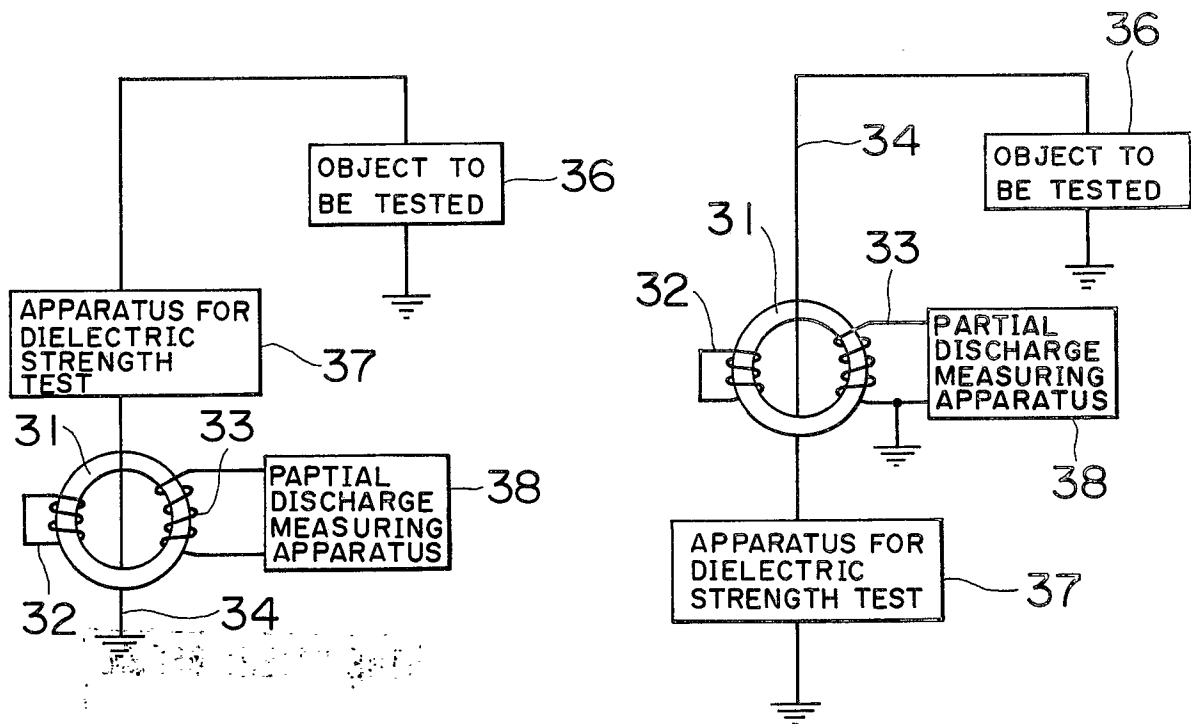 OBJECT TO
BE TESTED
36
APPARATUS FOR
DIELECTRIC
STRENGTH
TEST
37
31
33
PAPTIAL
DISCHARGE
MEASURING
APPARATUS
38
32
34
36
34
OBJECT TO
BE TESTED
31
33
32
PARTIAL
DISCHARGE
MEASURING
APPARATUS
38
APPARATUS FOR
DIELECTRIC
STRENGTH TEST
37